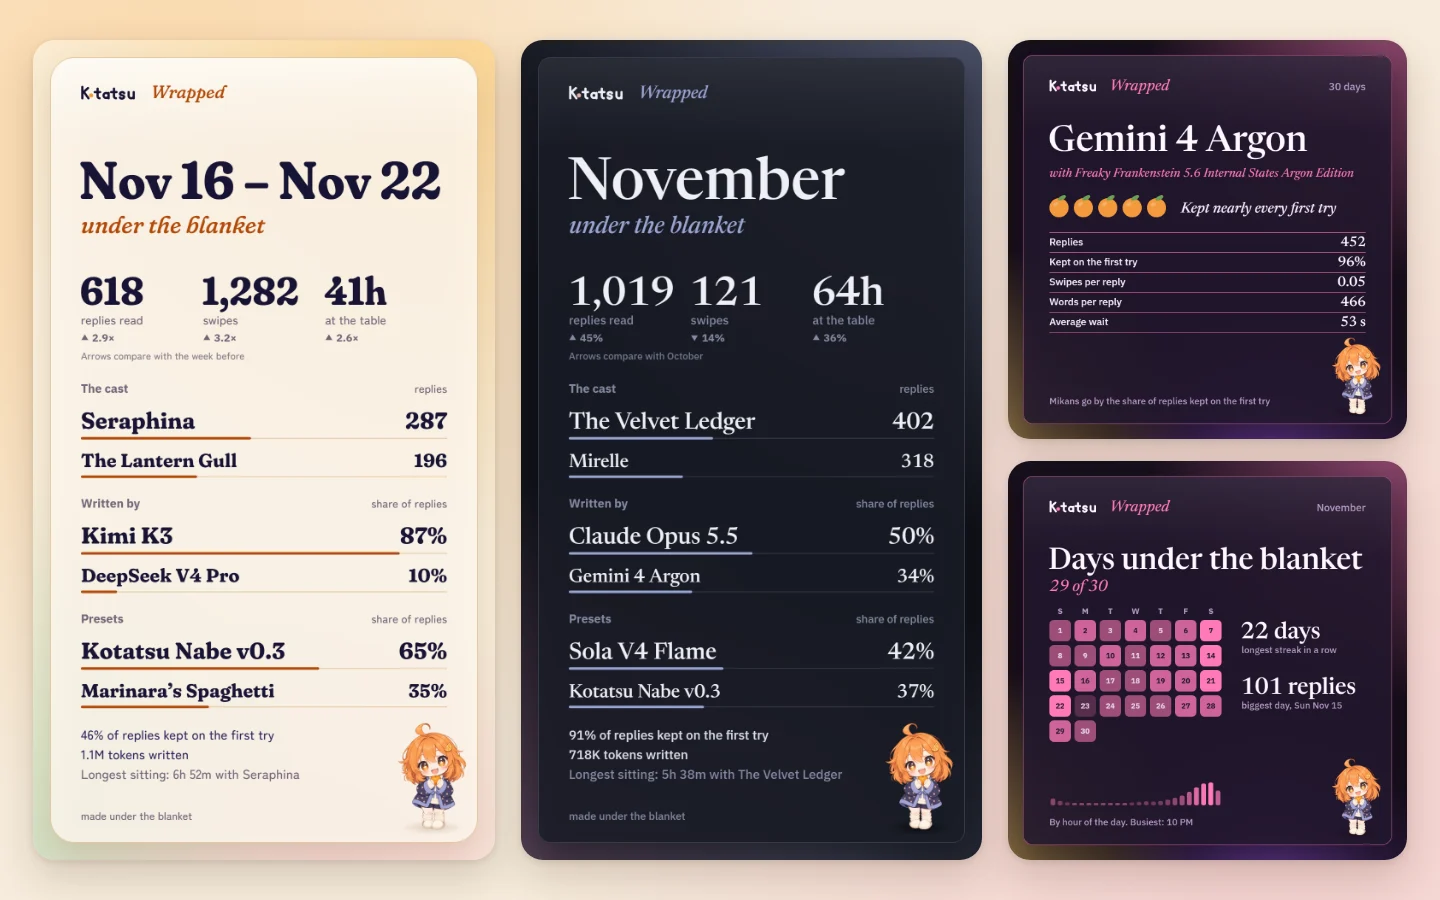 Kotatsu Wrapped
Nov 16 – Nov 22
under the blanket
618 1,282 41h
replies read swipes at the table
▲ 2.9× ▲ 3.2× ▲ 2.6×
Arrows compare with the week before
The cast replies
Seraphina 287
The Lantern Gull 196
Written by share of replies
Kimi K3 87%
DeepSeek V4 Pro 10%
Presets share of replies
Kotatsu Nabe v0.3 65%
Marinara’s Spaghetti 35%
46% of replies kept on the first try
1.1M tokens written
Longest sitting: 6h 52m with Seraphina
made under the blanket
Kotatsu Wrapped
November
under the blanket
1,019 121 64h
replies read swipes at the table
▲ 45% ▼ 14% ▲ 36%
Arrows compare with October
The cast replies
The Velvet Ledger 402
Mirelle 318
Written by share of replies
Claude Opus 5.5 50%
Gemini 4 Argon 34%
Presets share of replies
Sola V4 Flame 42%
Kotatsu Nabe v0.3 37%
91% of replies kept on the first try
718K tokens written
Longest sitting: 5h 38m with The Velvet Ledger
made under the blanket
Kotatsu Wrapped 30 days
Gemini 4 Argon
with Freaky Frankenstein 5.6 Internal States Argon Edition
Kept nearly every first try
Replies 452
Kept on the first try 96%
Swipes per reply 0.05
Words per reply 466
Average wait 53 s
Mikans go by the share of replies kept on the first try
Kotatsu Wrapped November
Days under the blanket
29 of 30
S M T W T F S
1 2 3 4 5 6 7
8 9 10 11 12 13 14
15 16 17 18 19 20 21
22 23 24 25 26 27 28
29 30
22 days
longest streak in a row
101 replies
biggest day, Sun Nov 15
By hour of the day. Busiest: 10 PM